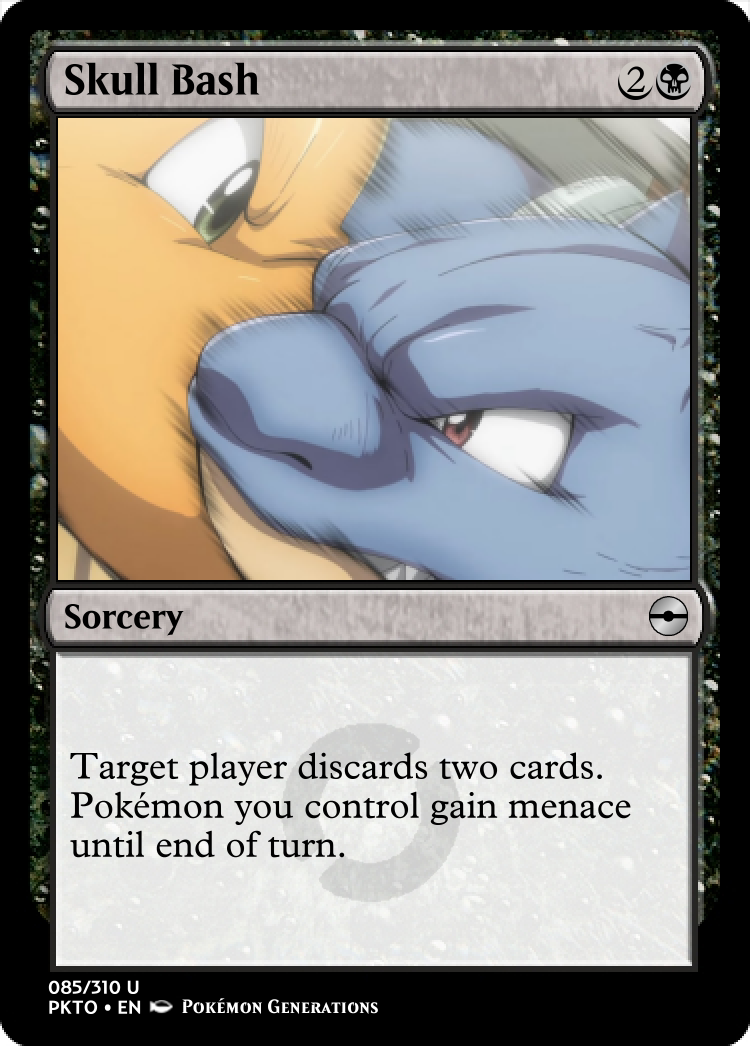 Skull Bash 2
Sorcery
Target player discards two cards.
Pokémon you control gain menace
until end of turn.
085/310 U
PKTO • EN Pokémon Generations